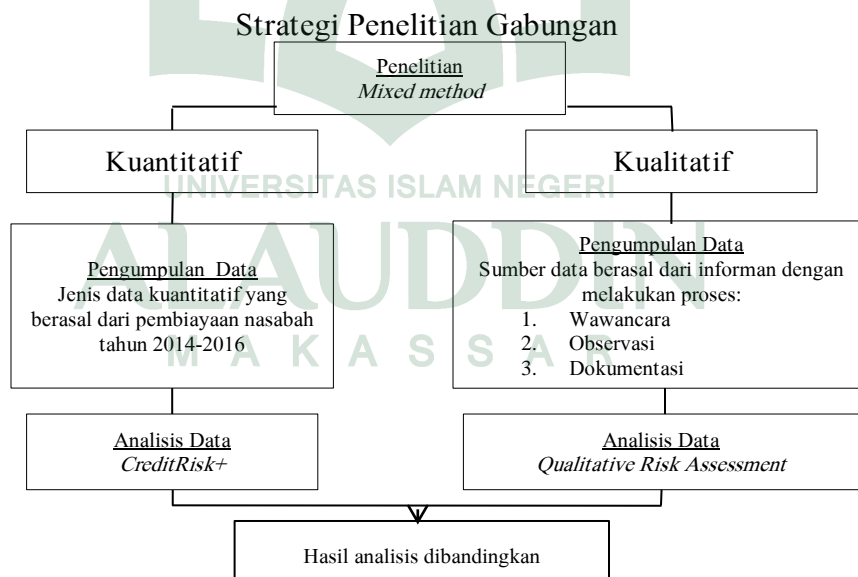 Strategi Penelitian Gabungan
Penelitian
Mixed method
Kuantitatif
Kualitatif
UNIVERSITAS ISLAM NEGERI
ALAUDDIN
MAKASSAR
Pengumpulan Data
Jenis data kuantitatif yang
berasal dari pembiayaan nasabah
tahun 2014-2016
Pengumpulan Data
Sumber data berasal dari informan dengan
melakukan proses:
1. Wawancara
2. Observasi
3. Dokumentasi
Analisis Data
CreditRisk+
Analisis Data
Qualitative Risk Assessment
Hasil analisis dibandingkan